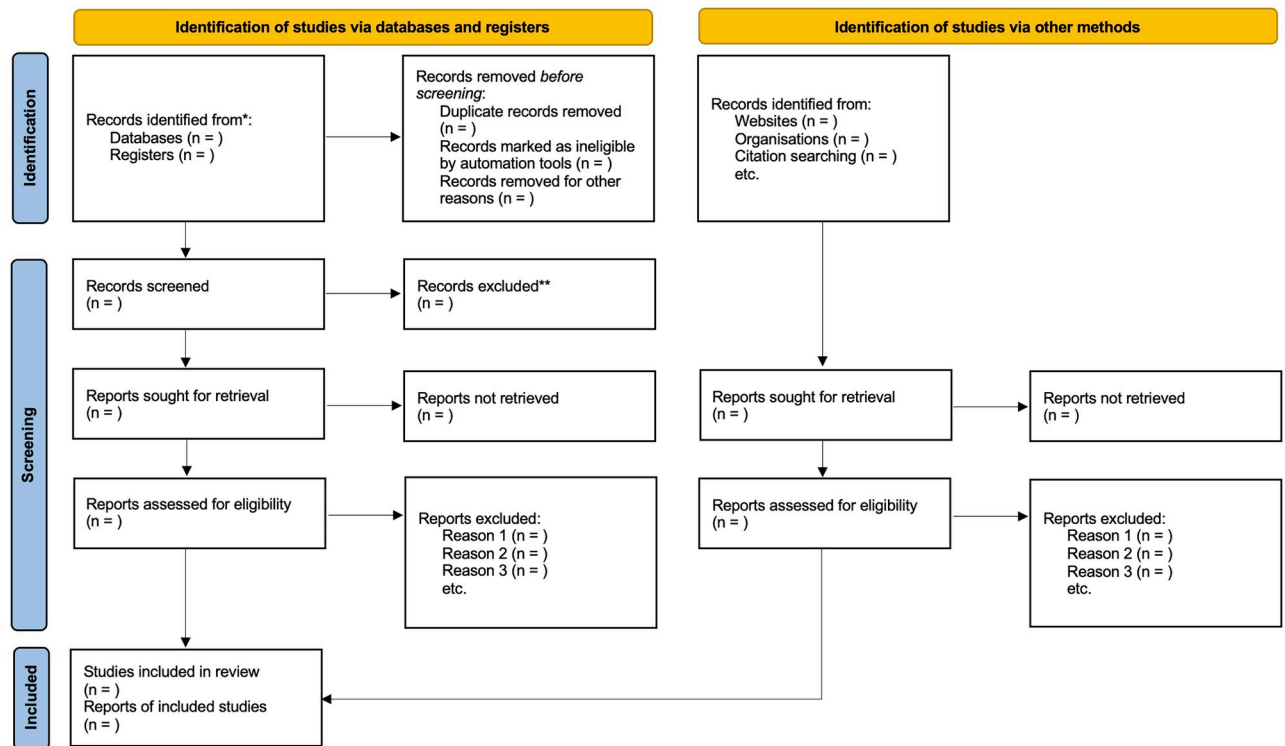 Identification of studies via databases and registers
Identification of studies via other methods
Identification
Records identified from*:
Databases (n = )
Registers (n = )
Records removed before
screening:
Duplicate records removed
(n = )
Records marked as ineligible
by automation tools (n = )
Records removed for other
reasons (n = )
Records identified from:
Websites (n = )
Organisations (n = )
Citation searching (n = )
etc.
Screening
Records screened
(n = )
Records excluded**
(n = )
Reports sought for retrieval
(n = )
Reports not retrieved
(n = )
Reports sought for retrieval
(n = )
Reports not retrieved
(n = )
Reports assessed for eligibility
(n = )
Reports excluded:
Reason 1 (n = )
Reason 2 (n = )
Reason 3 (n = )
etc.
Reports assessed for eligibility
(n = )
Reports excluded:
Reason 1 (n = )
Reason 2 (n = )
Reason 3 (n = )
etc.
Included
Studies included in review
(n = )
Reports of included studies
(n = )